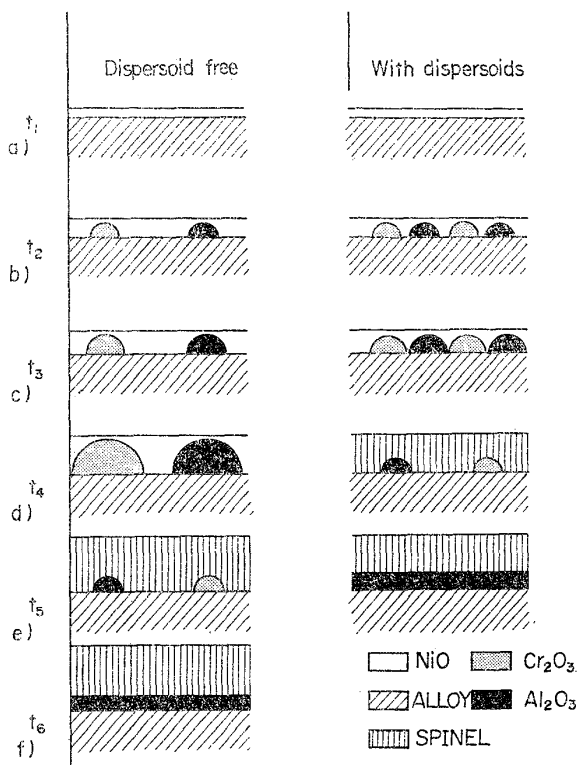 Dispersoid free
With dispersoids
t1
a)
t2
b)
t3
c)
t4
d)
t5
e)
t6
f)
NiO
Cr2O3
ALLOY
Al2O3
SPINEL